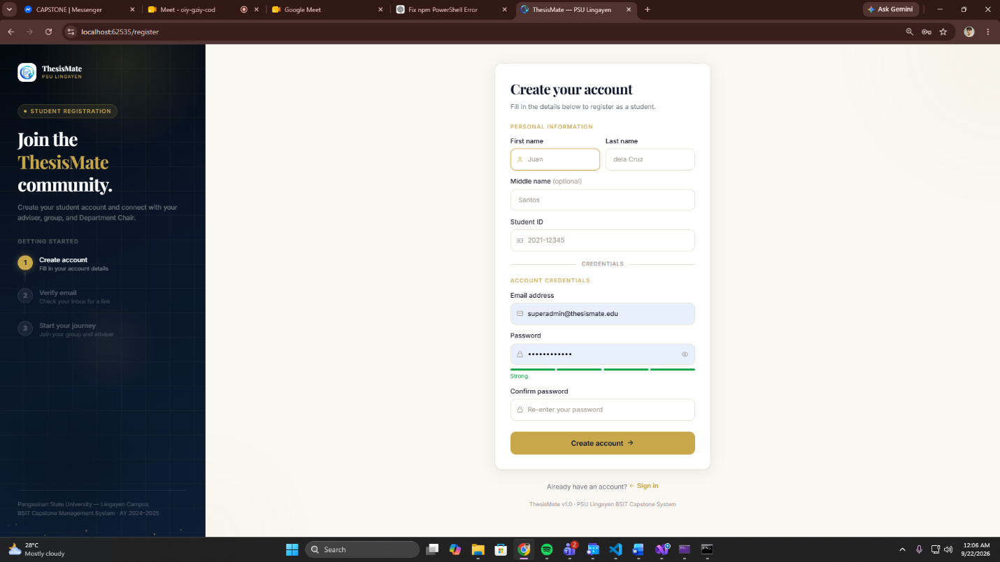 CAPSTONE | Messenger
Meet - oiy-gziy-cod
Google Meet
Fix npm PowerShell Error
ThesisMate — PSU Lingayen
Ask Gemini
localhost:62535/register
ThesisMate
PSU LINGAYEN
STUDENT REGISTRATION
Join the
ThesisMate
community.
Create your student account and connect with your
adviser, group, and Department Chair.
GETTING STARTED
1
Create account
Fill in your account details
2
Verify email
Check your inbox for a link
3
Start your journey
Join your group and adviser
Pangasinan State University — Lingayen Campus
BSIT Capstone Management System · AY 2024–2025
Create your account
Fill in the details below to register as a student.
PERSONAL INFORMATION
First name
Last name
Juan
dela Cruz
Middle name (optional)
Santos
Student ID
2021-12345
CREDENTIALS
ACCOUNT CREDENTIALS
Email address
superadmin@thesismate.edu
Password
••••••••••••
Strong
Confirm password
Re-enter your password
Create account →
Already have an account? ← Sign in
ThesisMate v1.0 · PSU Lingayen BSIT Capstone System
28°C
Mostly cloudy
Search
2
12:06 AM
9/22/2026